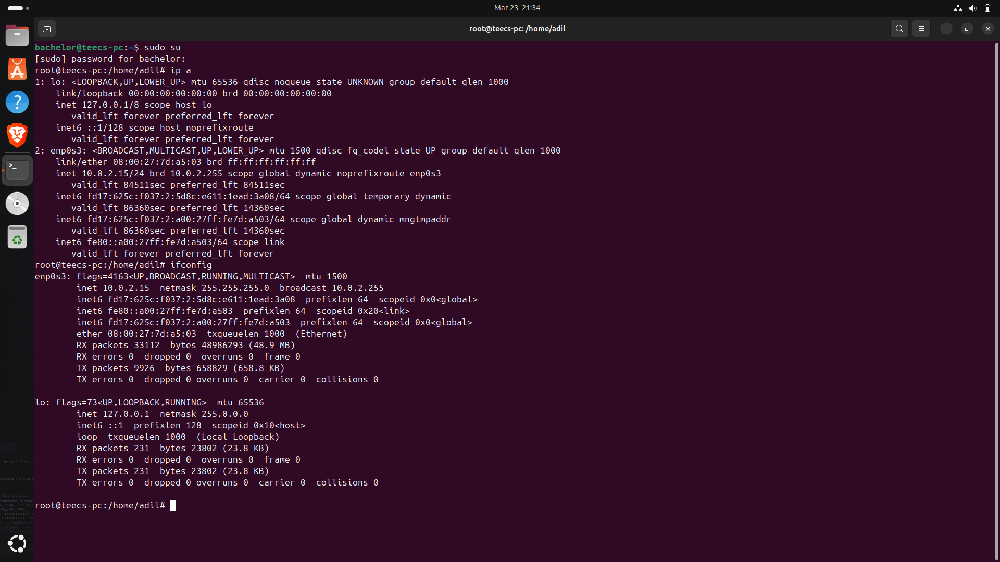 Mar 23 21:34
root@teecs-pc: /home/adil
bachelor@teecs-pc:~$ sudo su
[sudo] password for bachelor:
root@teecs-pc:/home/adil# ip a
1: lo: <LOOPBACK,UP,LOWER_UP> mtu 65536 qdisc noqueue state UNKNOWN group default qlen 1000
    link/loopback 00:00:00:00:00:00 brd 00:00:00:00:00:00
    inet 127.0.0.1/8 scope host lo
       valid_lft forever preferred_lft forever
    inet6 ::1/128 scope host noprefixroute
       valid_lft forever preferred_lft forever
2: enp0s3: <BROADCAST,MULTICAST,UP,LOWER_UP> mtu 1500 qdisc fq_codel state UP group default qlen 1000
    link/ether 08:00:27:7d:a5:03 brd ff:ff:ff:ff:ff:ff
    inet 10.0.2.15/24 brd 10.0.2.255 scope global dynamic noprefixroute enp0s3
       valid_lft 84511sec preferred_lft 84511sec
    inet6 fd17:625c:f037:2:5d8c:e611:1ead:3a08/64 scope global temporary dynamic
       valid_lft 86360sec preferred_lft 14360sec
    inet6 fd17:625c:f037:2:a00:27ff:fe7d:a503/64 scope global dynamic mngtmpaddr
       valid_lft 86360sec preferred_lft 14360sec
    inet6 fe80::a00:27ff:fe7d:a503/64 scope link
       valid_lft forever preferred_lft forever
root@teecs-pc:/home/adil# ifconfig
enp0s3: flags=4163<UP,BROADCAST,RUNNING,MULTICAST>  mtu 1500
        inet 10.0.2.15  netmask 255.255.255.0  broadcast 10.0.2.255
        inet6 fd17:625c:f037:2:5d8c:e611:1ead:3a08  prefixlen 64  scopeid 0x0<global>
        inet6 fe80::a00:27ff:fe7d:a503  prefixlen 64  scopeid 0x20<link>
        inet6 fd17:625c:f037:2:a00:27ff:fe7d:a503  prefixlen 64  scopeid 0x0<global>
        ether 08:00:27:7d:a5:03  txqueuelen 1000  (Ethernet)
        RX packets 33112  bytes 48986293 (48.9 MB)
        RX errors 0  dropped 0  overruns 0  frame 0
        TX packets 9926  bytes 658829 (658.8 KB)
        TX errors 0  dropped 0 overruns 0  carrier 0  collisions 0
lo: flags=73<UP,LOOPBACK,RUNNING>  mtu 65536
        inet 127.0.0.1  netmask 255.0.0.0
        inet6 ::1  prefixlen 128  scopeid 0x10<host>
        loop  txqueuelen 1000  (Local Loopback)
        RX packets 231  bytes 23802 (23.8 KB)
        RX errors 0  dropped 0  overruns 0  frame 0
        TX packets 231  bytes 23802 (23.8 KB)
        TX errors 0  dropped 0 overruns 0  carrier 0  collisions 0
root@teecs-pc:/home/adil#